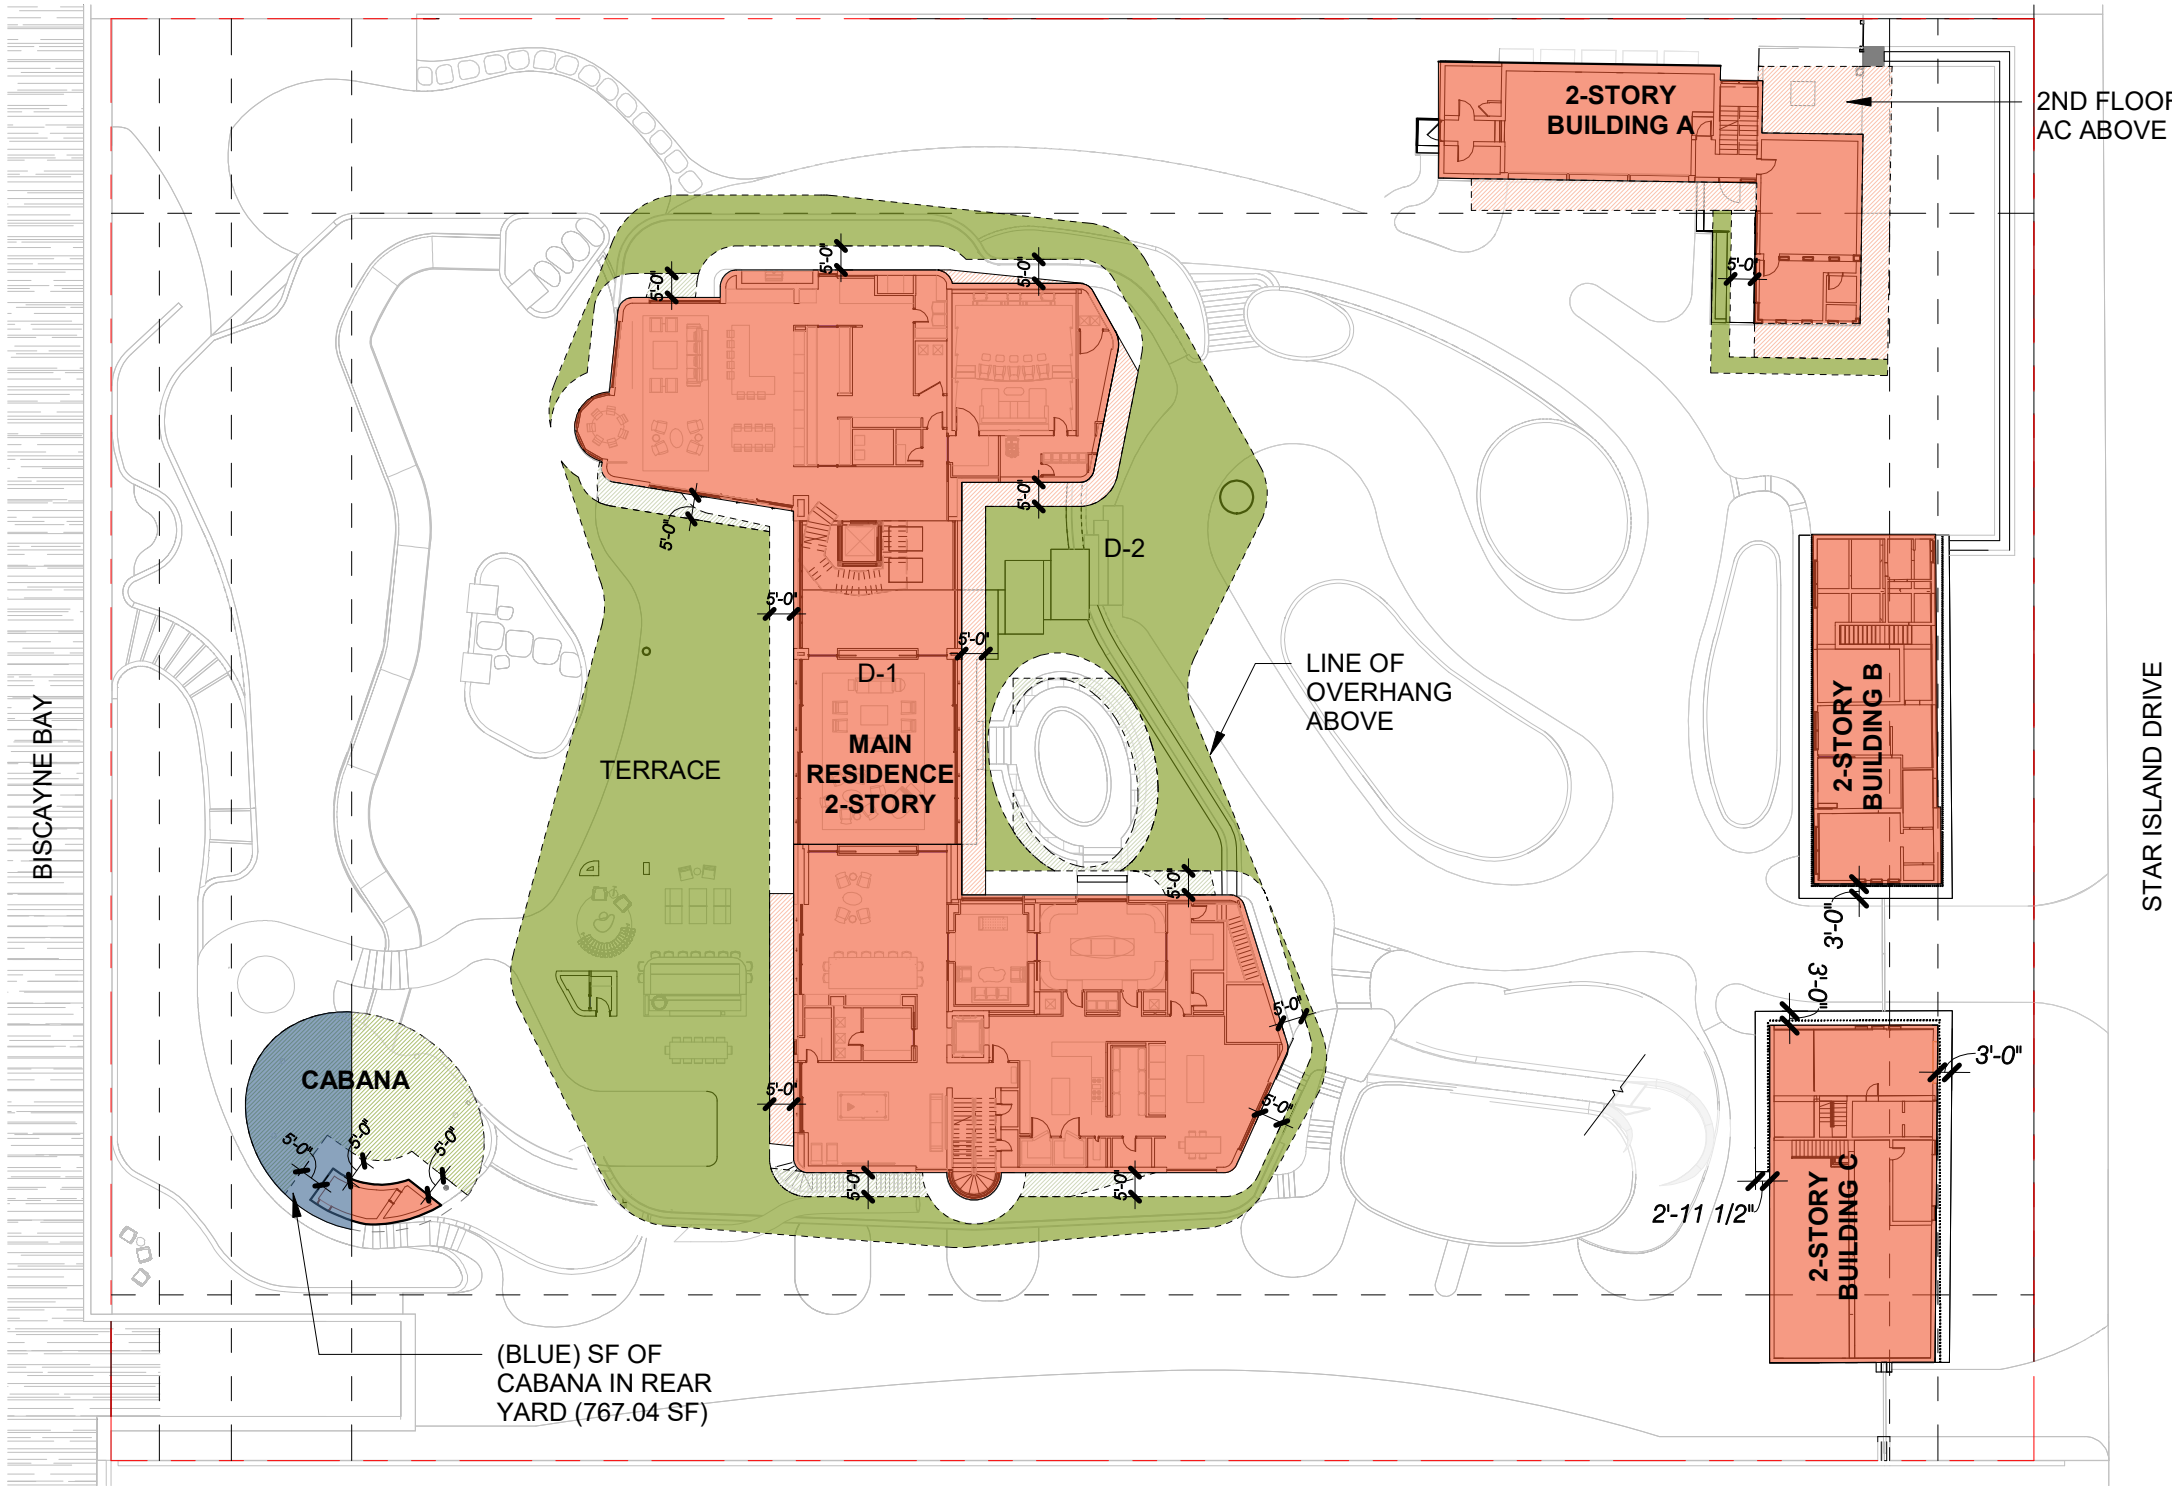 2-STORY
BUILDING A
2ND FLOOR
AC ABOVE
5'-0"
5'-0"
5'-0"
5'-0"
5'-0"
5'-0"
D-2
5'-0"
5'-0"
LINE OF
OVERHANG
ABOVE
D-1
MAIN
RESIDENCE
2-STORY
TERRACE
BISCAYNE BAY
STAR ISLAND DRIVE
2-STORY
BUILDING B
3'-0"
3'-0"
3'-0"
5'-0"
5'-0"
5'-0"
5'-0"
5'-0"
5'-0"
CABANA
5'-0"
5'-0"
5'-0"
2'-11 1/2"
2-STORY
BUILDING C
(BLUE) SF OF
CABANA IN REAR
YARD (767.04 SF)